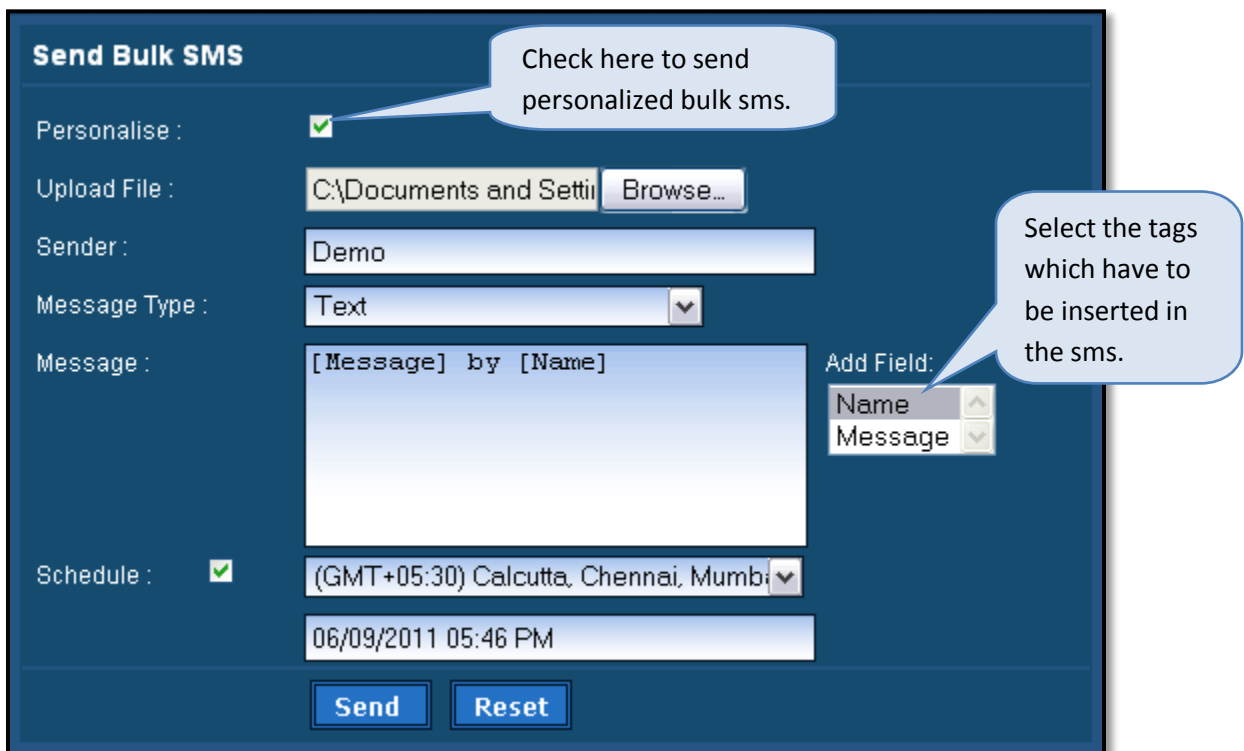 Send Bulk SMS
Check here to send
personalized bulk sms.
Personalise :
Upload File :
C:\Documents and Settin
Browse...
Sender :
Demo
Select the tags
which have to
be inserted in
the sms.
Message Type :
Text
Message :
[Message] by [Name]
Add Field:
Name
Message
Schedule :
(GMT+05:30) Calcutta, Chennai, Mumba
06/09/2011 05:46 PM
Send
Reset